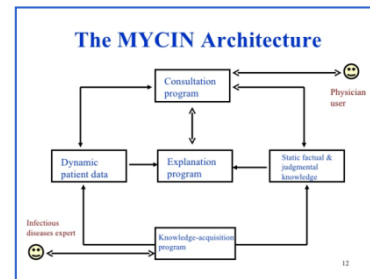 The MYCIN Architecture
Consultation
program
Physician
user
Dynamic
patient data
Explanation
program
Static factual &
judgmental
knowledge
Infectious
diseases expert
Knowledge-acquisition
program
12